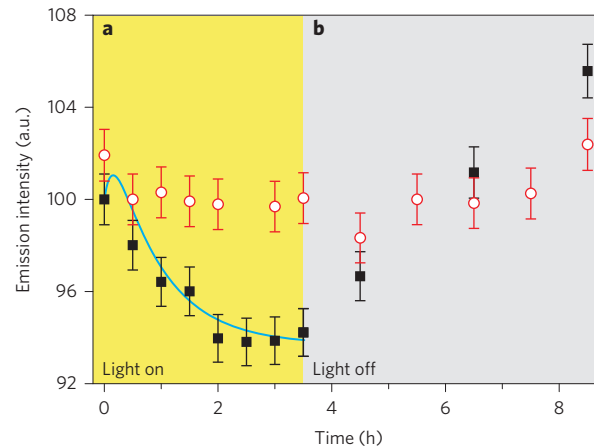 108
a
b
104
100
96
92
Light on
Light off
0
2
4
6
8
Time (h)
Emission intensity (a.u.)